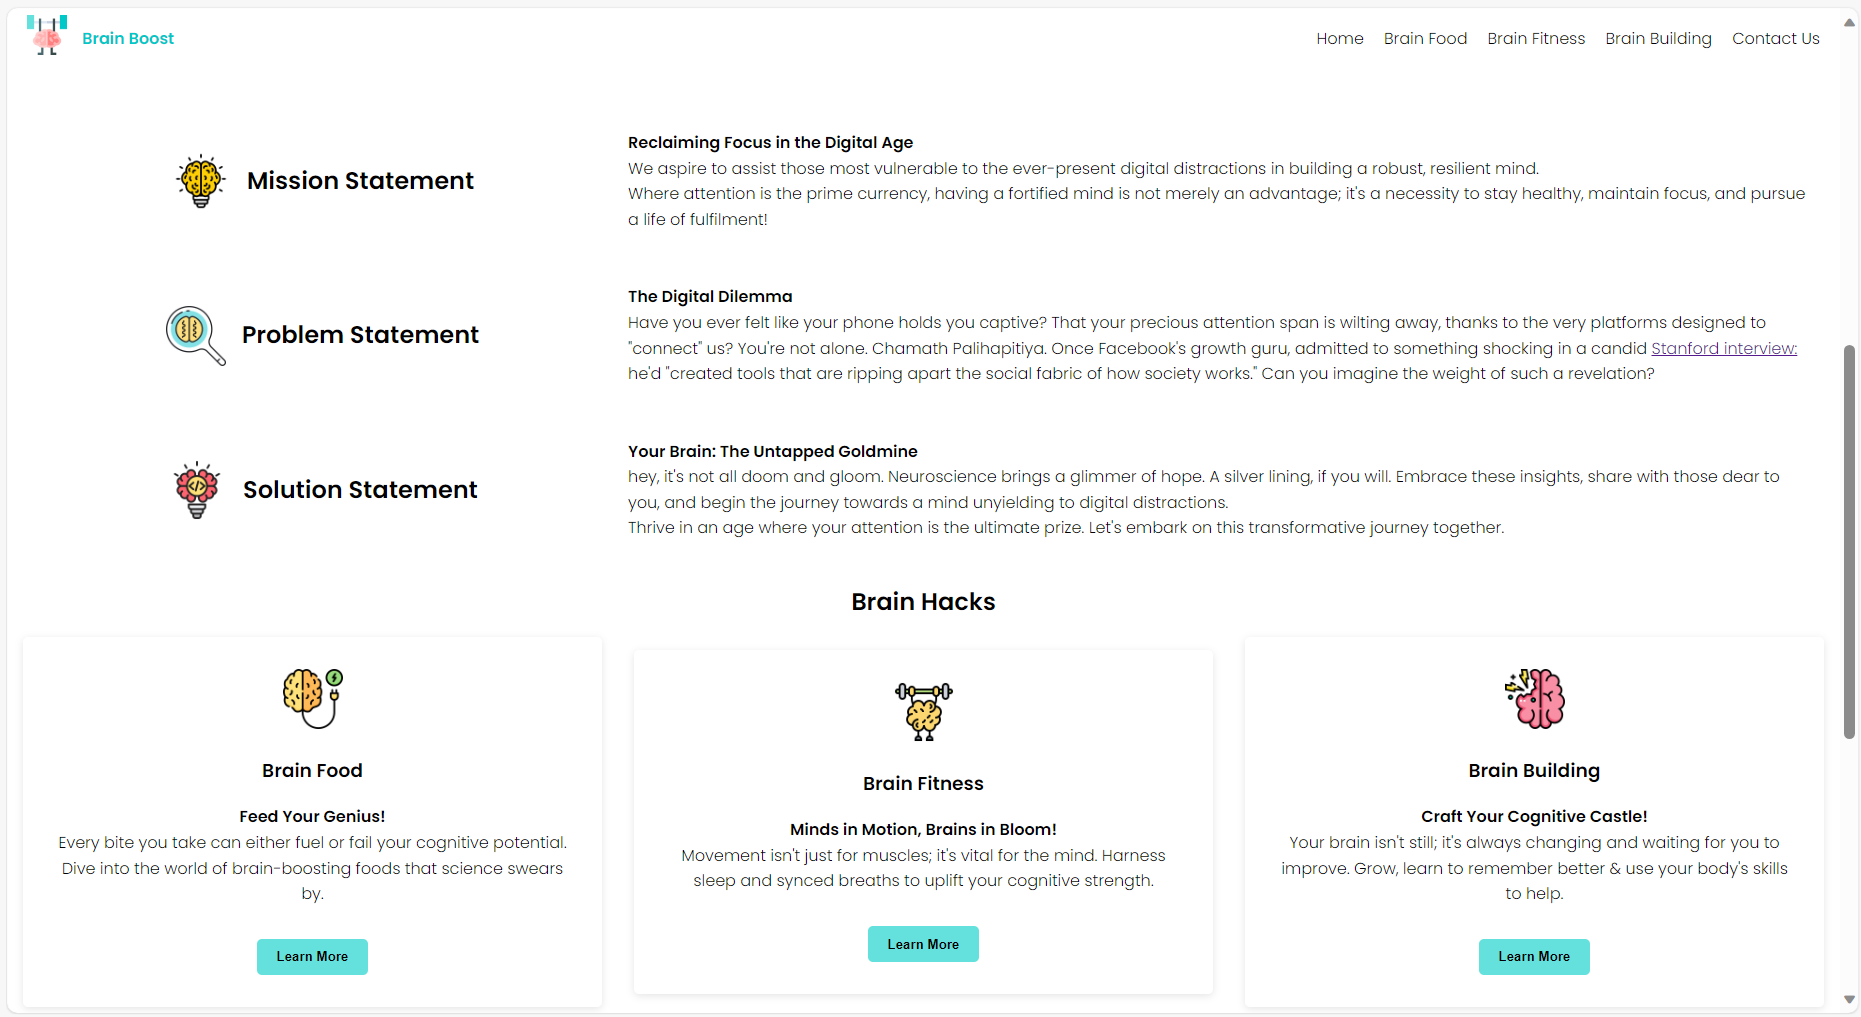 Brain Boost
Home Brain Food Brain Fitness Brain Building Contact Us
Mission Statement
Reclaiming Focus in the Digital Age
We aspire to assist those most vulnerable to the ever-present digital distractions in building a robust, resilient mind.
Where attention is the prime currency, having a fortified mind is not merely an advantage; it's a necessity to stay healthy, maintain focus, and pursue
a life of fulfilment!
Problem Statement
The Digital Dilemma
Have you ever felt like your phone holds you captive? That your precious attention span is wilting away, thanks to the very platforms designed to
"connect" us? You're not alone. Chamath Palihapitiya. Once Facebook's growth guru, admitted to something shocking in a candid Stanford interview:
he'd "created tools that are ripping apart the social fabric of how society works." Can you imagine the weight of such a revelation?
Solution Statement
Your Brain: The Untapped Goldmine
hey, it's not all doom and gloom. Neuroscience brings a glimmer of hope. A silver lining, if you will. Embrace these insights, share with those dear to
you, and begin the journey towards a mind unyielding to digital distractions.
Thrive in an age where your attention is the ultimate prize. Let's embark on this transformative journey together.
Brain Hacks
Brain Food
Feed Your Genius!
Every bite you take can either fuel or fail your cognitive potential.
Dive into the world of brain-boosting foods that science swears
by.
Learn More
Brain Fitness
Minds in Motion, Brains in Bloom!
Movement isn't just for muscles; it's vital for the mind. Harness
sleep and synced breaths to uplift your cognitive strength.
Learn More
Brain Building
Craft Your Cognitive Castle!
Your brain isn't still; it's always changing and waiting for you to
improve. Grow, learn to remember better & use your body's skills
to help.
Learn More